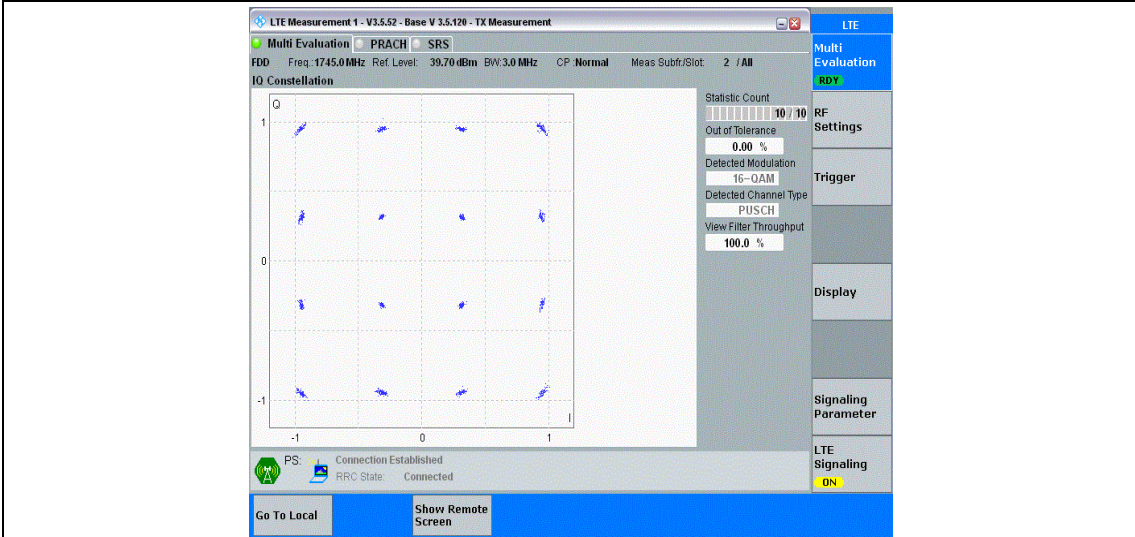 LTE Measurement 1 - V3.5.52 - Base V 3.5.120 - TX Measurement
LTE
Multi Evaluation PRACH SRS
FDD Freq.:1745.0 MHz Ref. Level: 39.70 dBm BW:3.0 MHz CP :Normal Meas Subfr./Slot: 2 / All
IQ Constellation
Q
1
0
-1
-1 0 1
I
Statistic Count
10 / 10
Out of Tolerance
0.00 %
Detected Modulation
16-QAM
Detected Channel Type
PUSCH
View Filter Throughput
100.0 %
Multi
Evaluation
RDY
RF
Settings
Trigger
Display
Signaling
Parameter
LTE
Signaling
ON
PS: Connection Established
RRC State: Connected
Go To Local
Show Remote
Screen